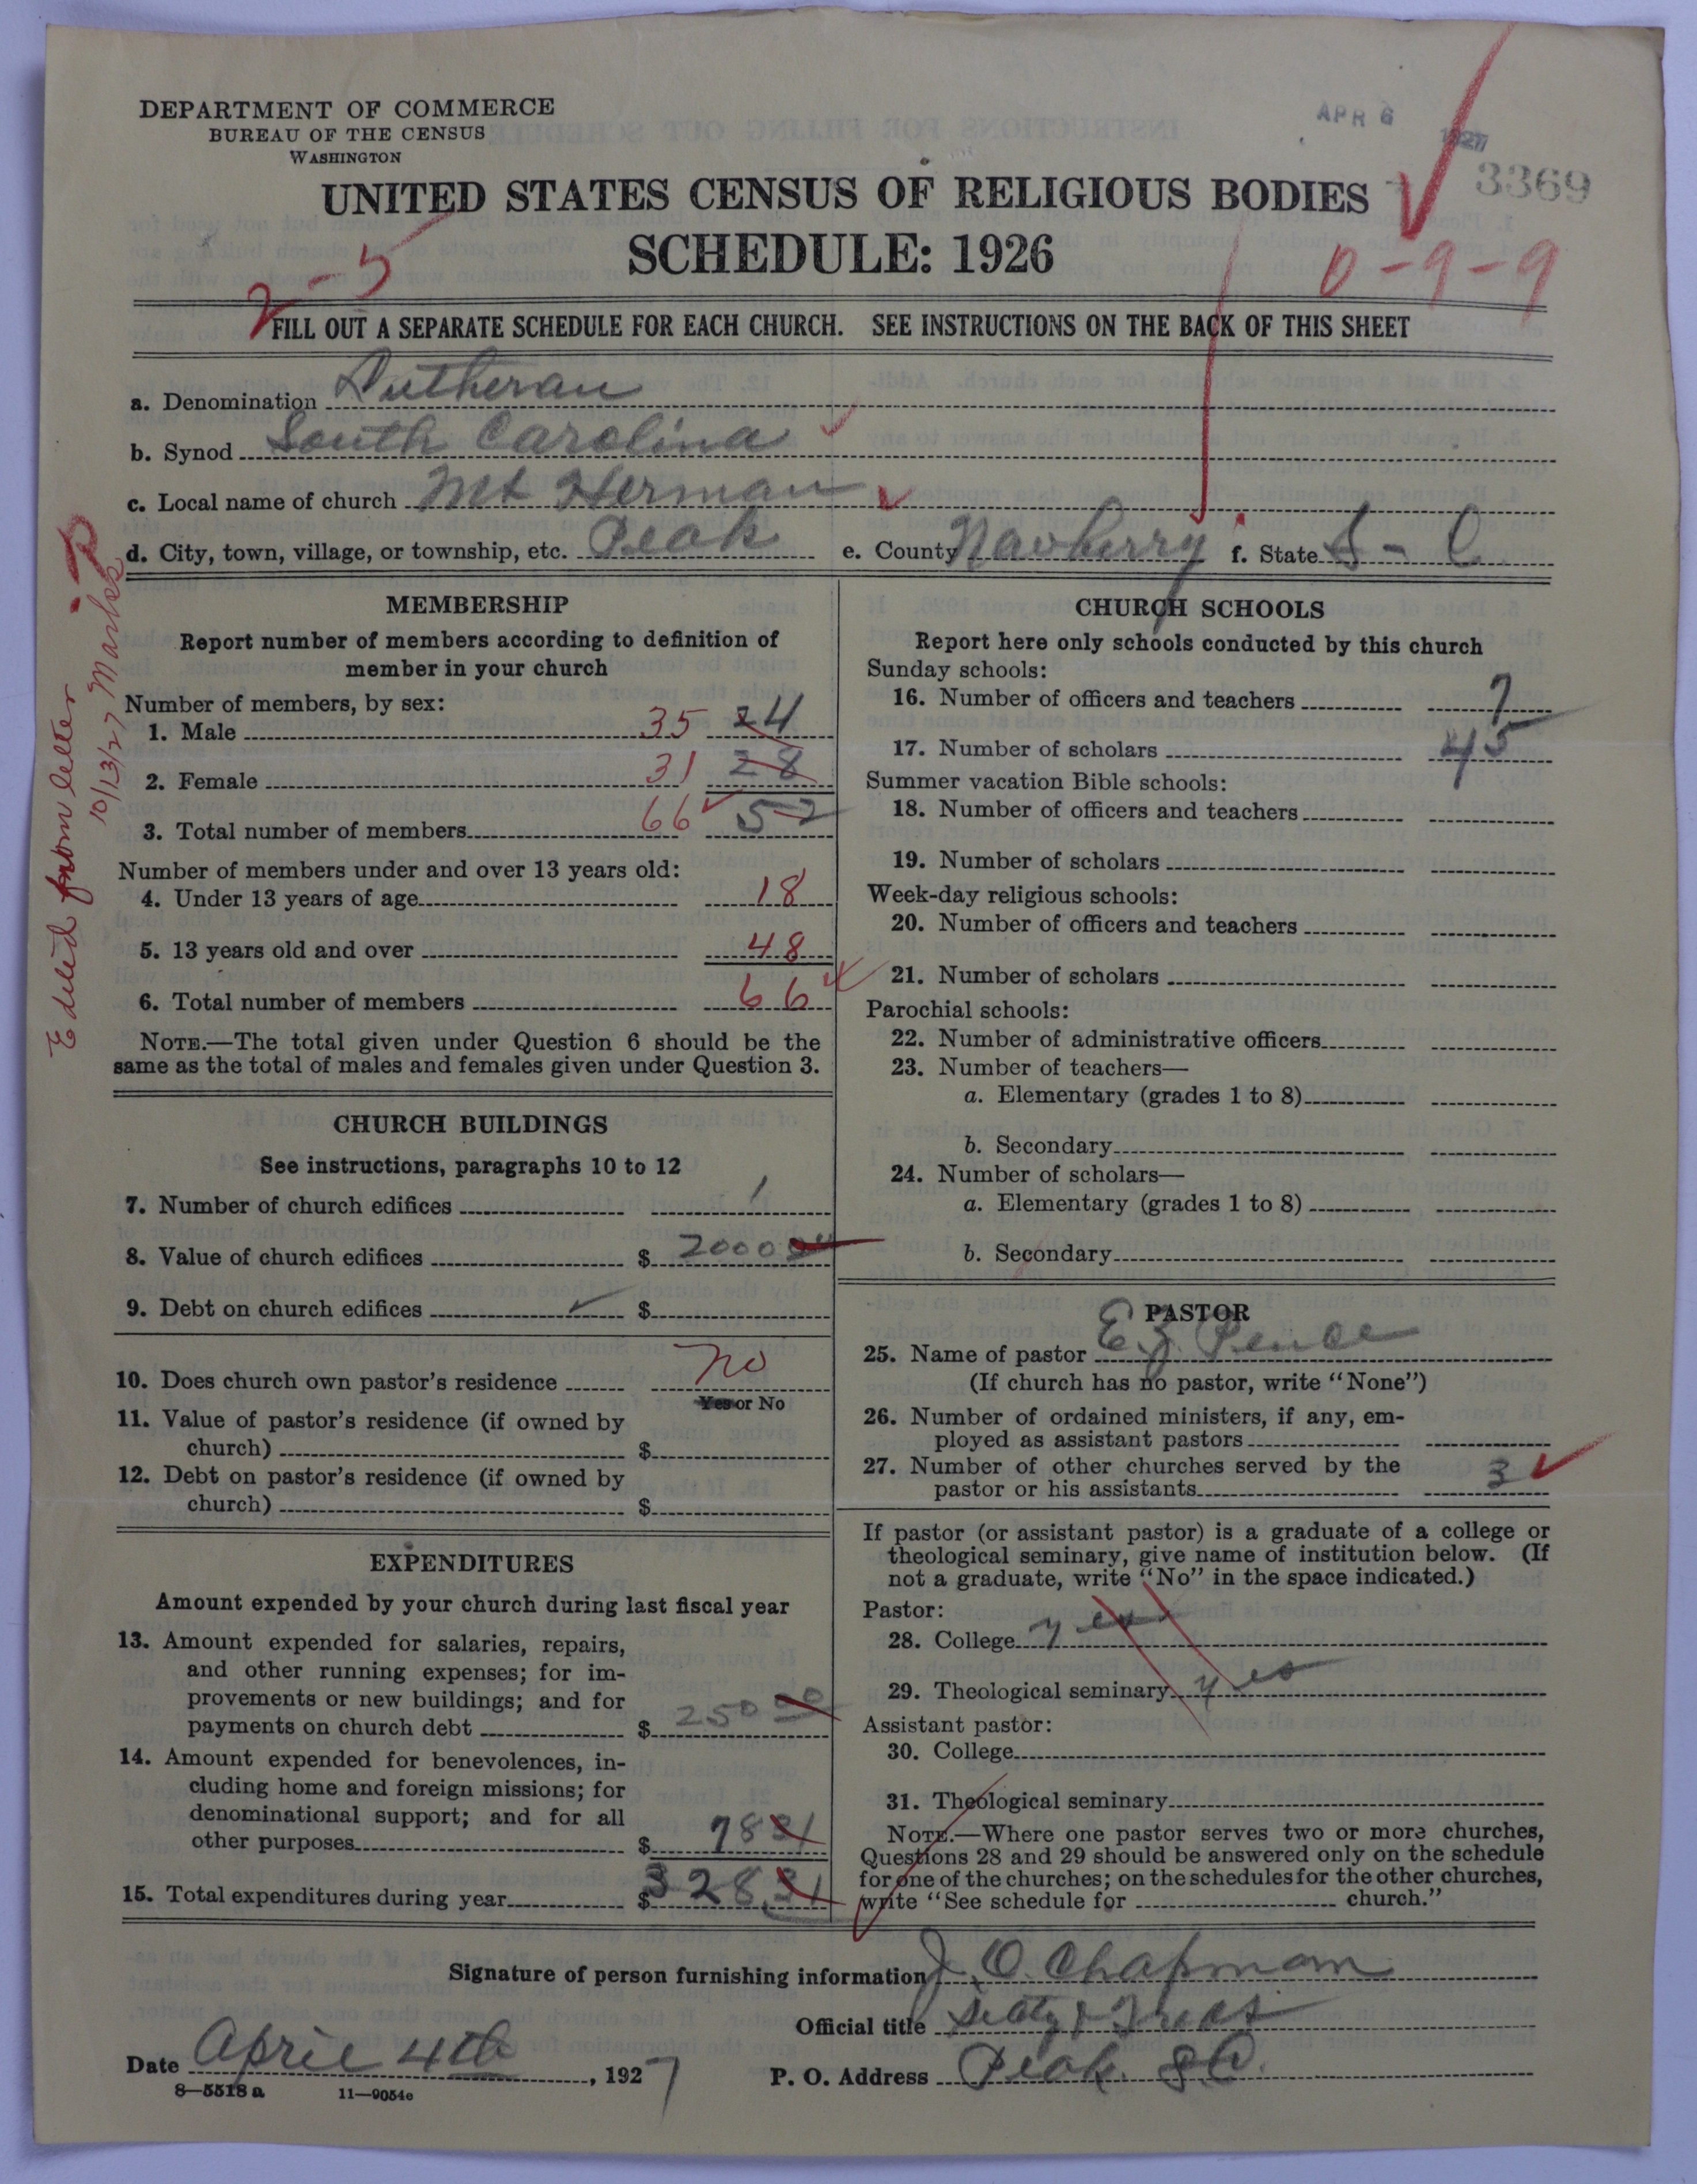 DEPARTMENT OF COMMERCE
BUREAU OF THE CENSUS
WASHINGTON
APR 6 1927
3369
UNITED STATES CENSUS OF RELIGIOUS BODIES
SCHEDULE: 1926
2-5
0-9-9
FILL OUT A SEPARATE SCHEDULE FOR EACH CHURCH. SEE INSTRUCTIONS ON THE BACK OF THIS SHEET
a. Denomination Lutheran
b. Synod South Carolina
c. Local name of church Mt Herman
d. City, town, village, or township, etc. Peak e. County Newberry f. State S-C
Edited from letter
10/13/27 Marks
MEMBERSHIP
Report number of members according to definition of
member in your church
Number of members, by sex:
1. Male 35 24
2. Female 31 28
3. Total number of members 66 52
Number of members under and over 13 years old:
4. Under 13 years of age 18
5. 13 years old and over 48
6. Total number of members 66
NOTE.—The total given under Question 6 should be the
same as the total of males and females given under Question 3.
CHURCH BUILDINGS
See instructions, paragraphs 10 to 12
7. Number of church edifices 1
8. Value of church edifices $ 2000 00
9. Debt on church edifices $
10. Does church own pastor's residence no
Yes or No
11. Value of pastor's residence (if owned by
church) $
12. Debt on pastor's residence (if owned by
church) $
EXPENDITURES
Amount expended by your church during last fiscal year
13. Amount expended for salaries, repairs,
and other running expenses; for im-
provements or new buildings; and for
payments on church debt $ 250 00
14. Amount expended for benevolences, in-
cluding home and foreign missions; for
denominational support; and for all
other purposes $ 78 31
15. Total expenditures during year $ 328.31
CHURCH SCHOOLS
Report here only schools conducted by this church
Sunday schools:
16. Number of officers and teachers 7
17. Number of scholars 45
Summer vacation Bible schools:
18. Number of officers and teachers
19. Number of scholars
Week-day religious schools:
20. Number of officers and teachers
21. Number of scholars
Parochial schools:
22. Number of administrative officers
23. Number of teachers—
a. Elementary (grades 1 to 8)
b. Secondary
24. Number of scholars—
a. Elementary (grades 1 to 8)
b. Secondary
PASTOR
25. Name of pastor E Z Pence
(If church has no pastor, write "None")
26. Number of ordained ministers, if any, em-
ployed as assistant pastors
27. Number of other churches served by the
pastor or his assistants 3
If pastor (or assistant pastor) is a graduate of a college or
theological seminary, give name of institution below. (If
not a graduate, write "No" in the space indicated.)
Pastor:
28. College yes
29. Theological seminary yes
Assistant pastor:
30. College
31. Theological seminary
NOTE.—Where one pastor serves two or more churches,
Questions 28 and 29 should be answered only on the schedule
for one of the churches; on the schedules for the other churches,
write "See schedule for church."
Signature of person furnishing information J. O. Chapman
Official title Secty & Treas
Date April 4th, 1927 P. O. Address Peak. S.C.
8—5518 a 11—9054c